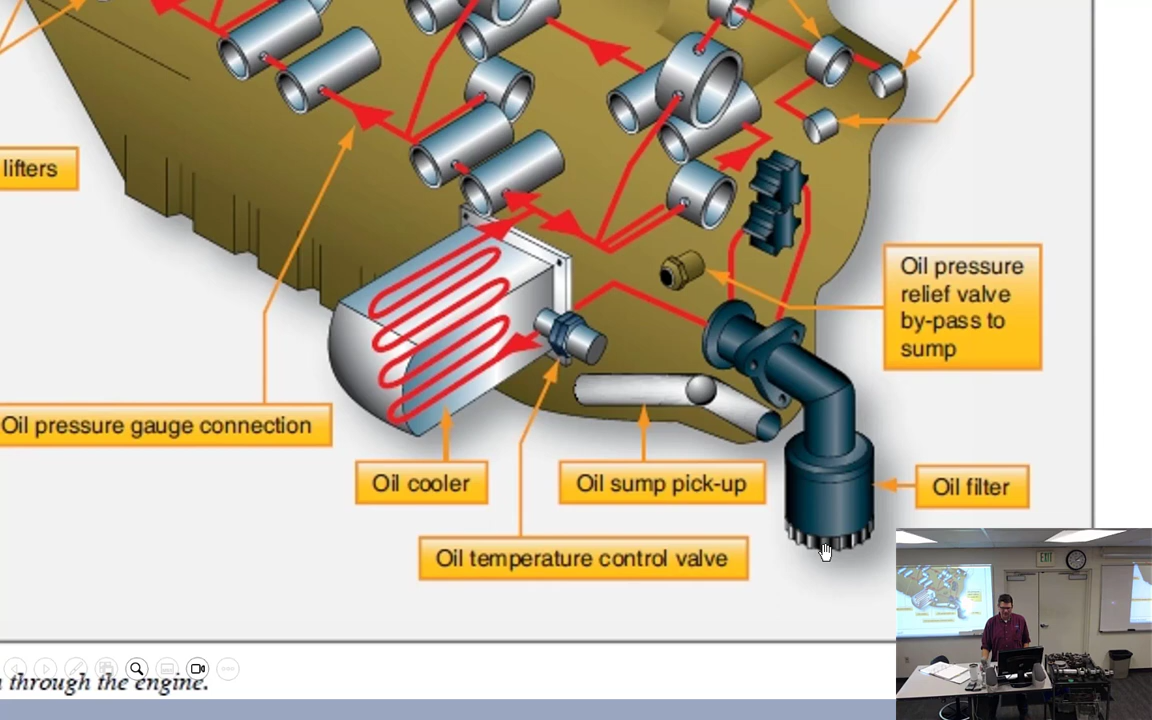 lifters
Oil pressure
relief valve
by-pass to
sump
Oil pressure gauge connection
Oil cooler
Oil sump pick-up
Oil filter
Oil temperature control valve
EXIT
through the engine.